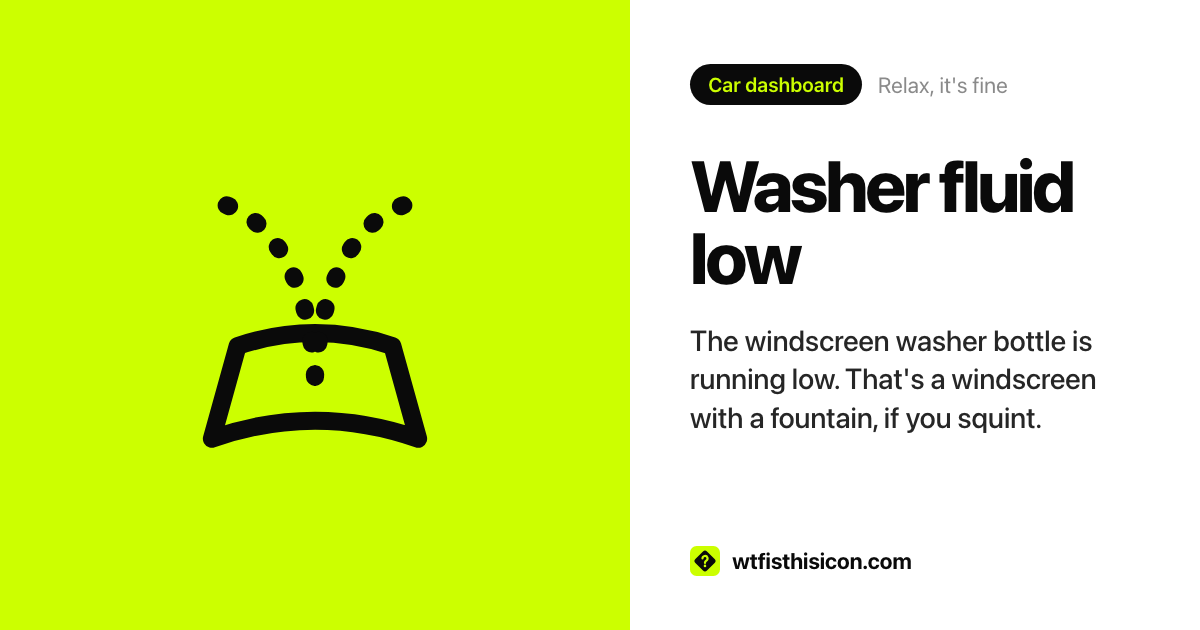 Car dashboard
Relax, it's fine
Washer fluid
low
The windscreen washer bottle is
running low. That's a windscreen
with a fountain, if you squint.
?
wtfisthisicon.com